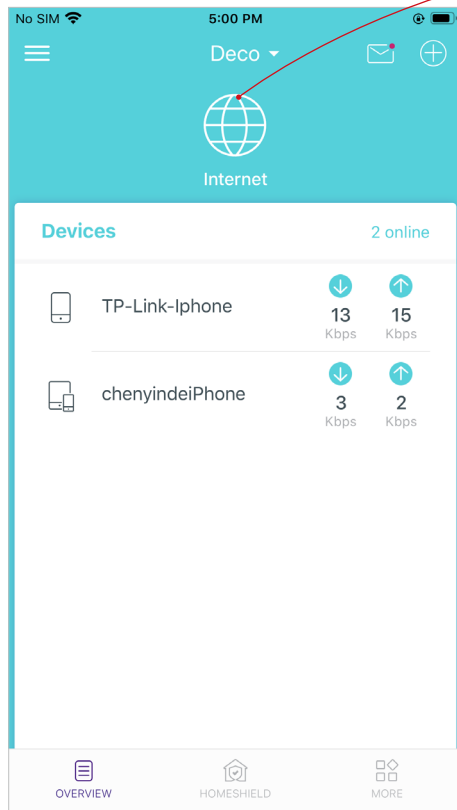 No SIM 5:00 PM
Deco
Internet
Devices 2 online
TP-Link-Iphone 13 15
Kbps Kbps
chenyindeiPhone 3 2
Kbps Kbps
OVERVIEW HOMESHIELD MORE